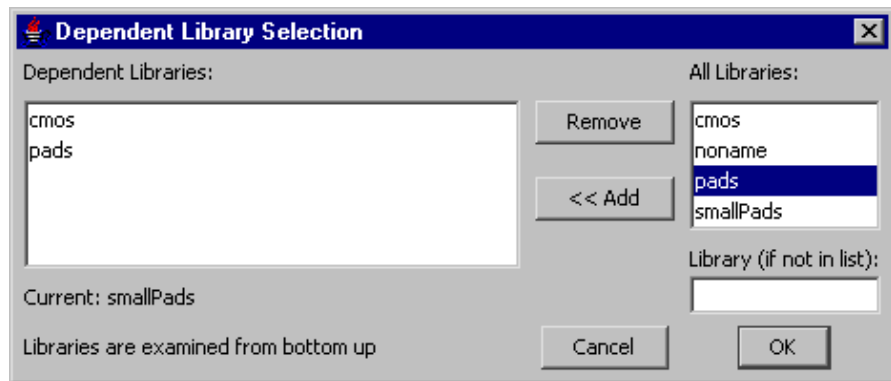 Dependent Library Selection
Dependent Libraries:
cmos
pads
Remove
<< Add
All Libraries:
cmos
noname
pads
smallPads
Library (if not in list):
Current: smallPads
Libraries are examined from bottom up
Cancel
OK